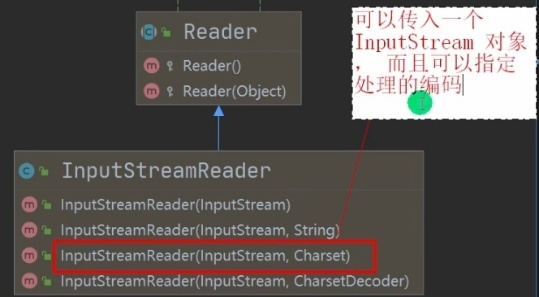 Reader
Reader()
Reader(Object)
可以传入一个
InputStream 对象
， 而且可以指定
处理的编码
InputStreamReader
InputStreamReader(InputStream)
InputStreamReader(InputStream, String)
InputStreamReader(InputStream, Charset)
InputStreamReader(InputStream, CharsetDecoder)